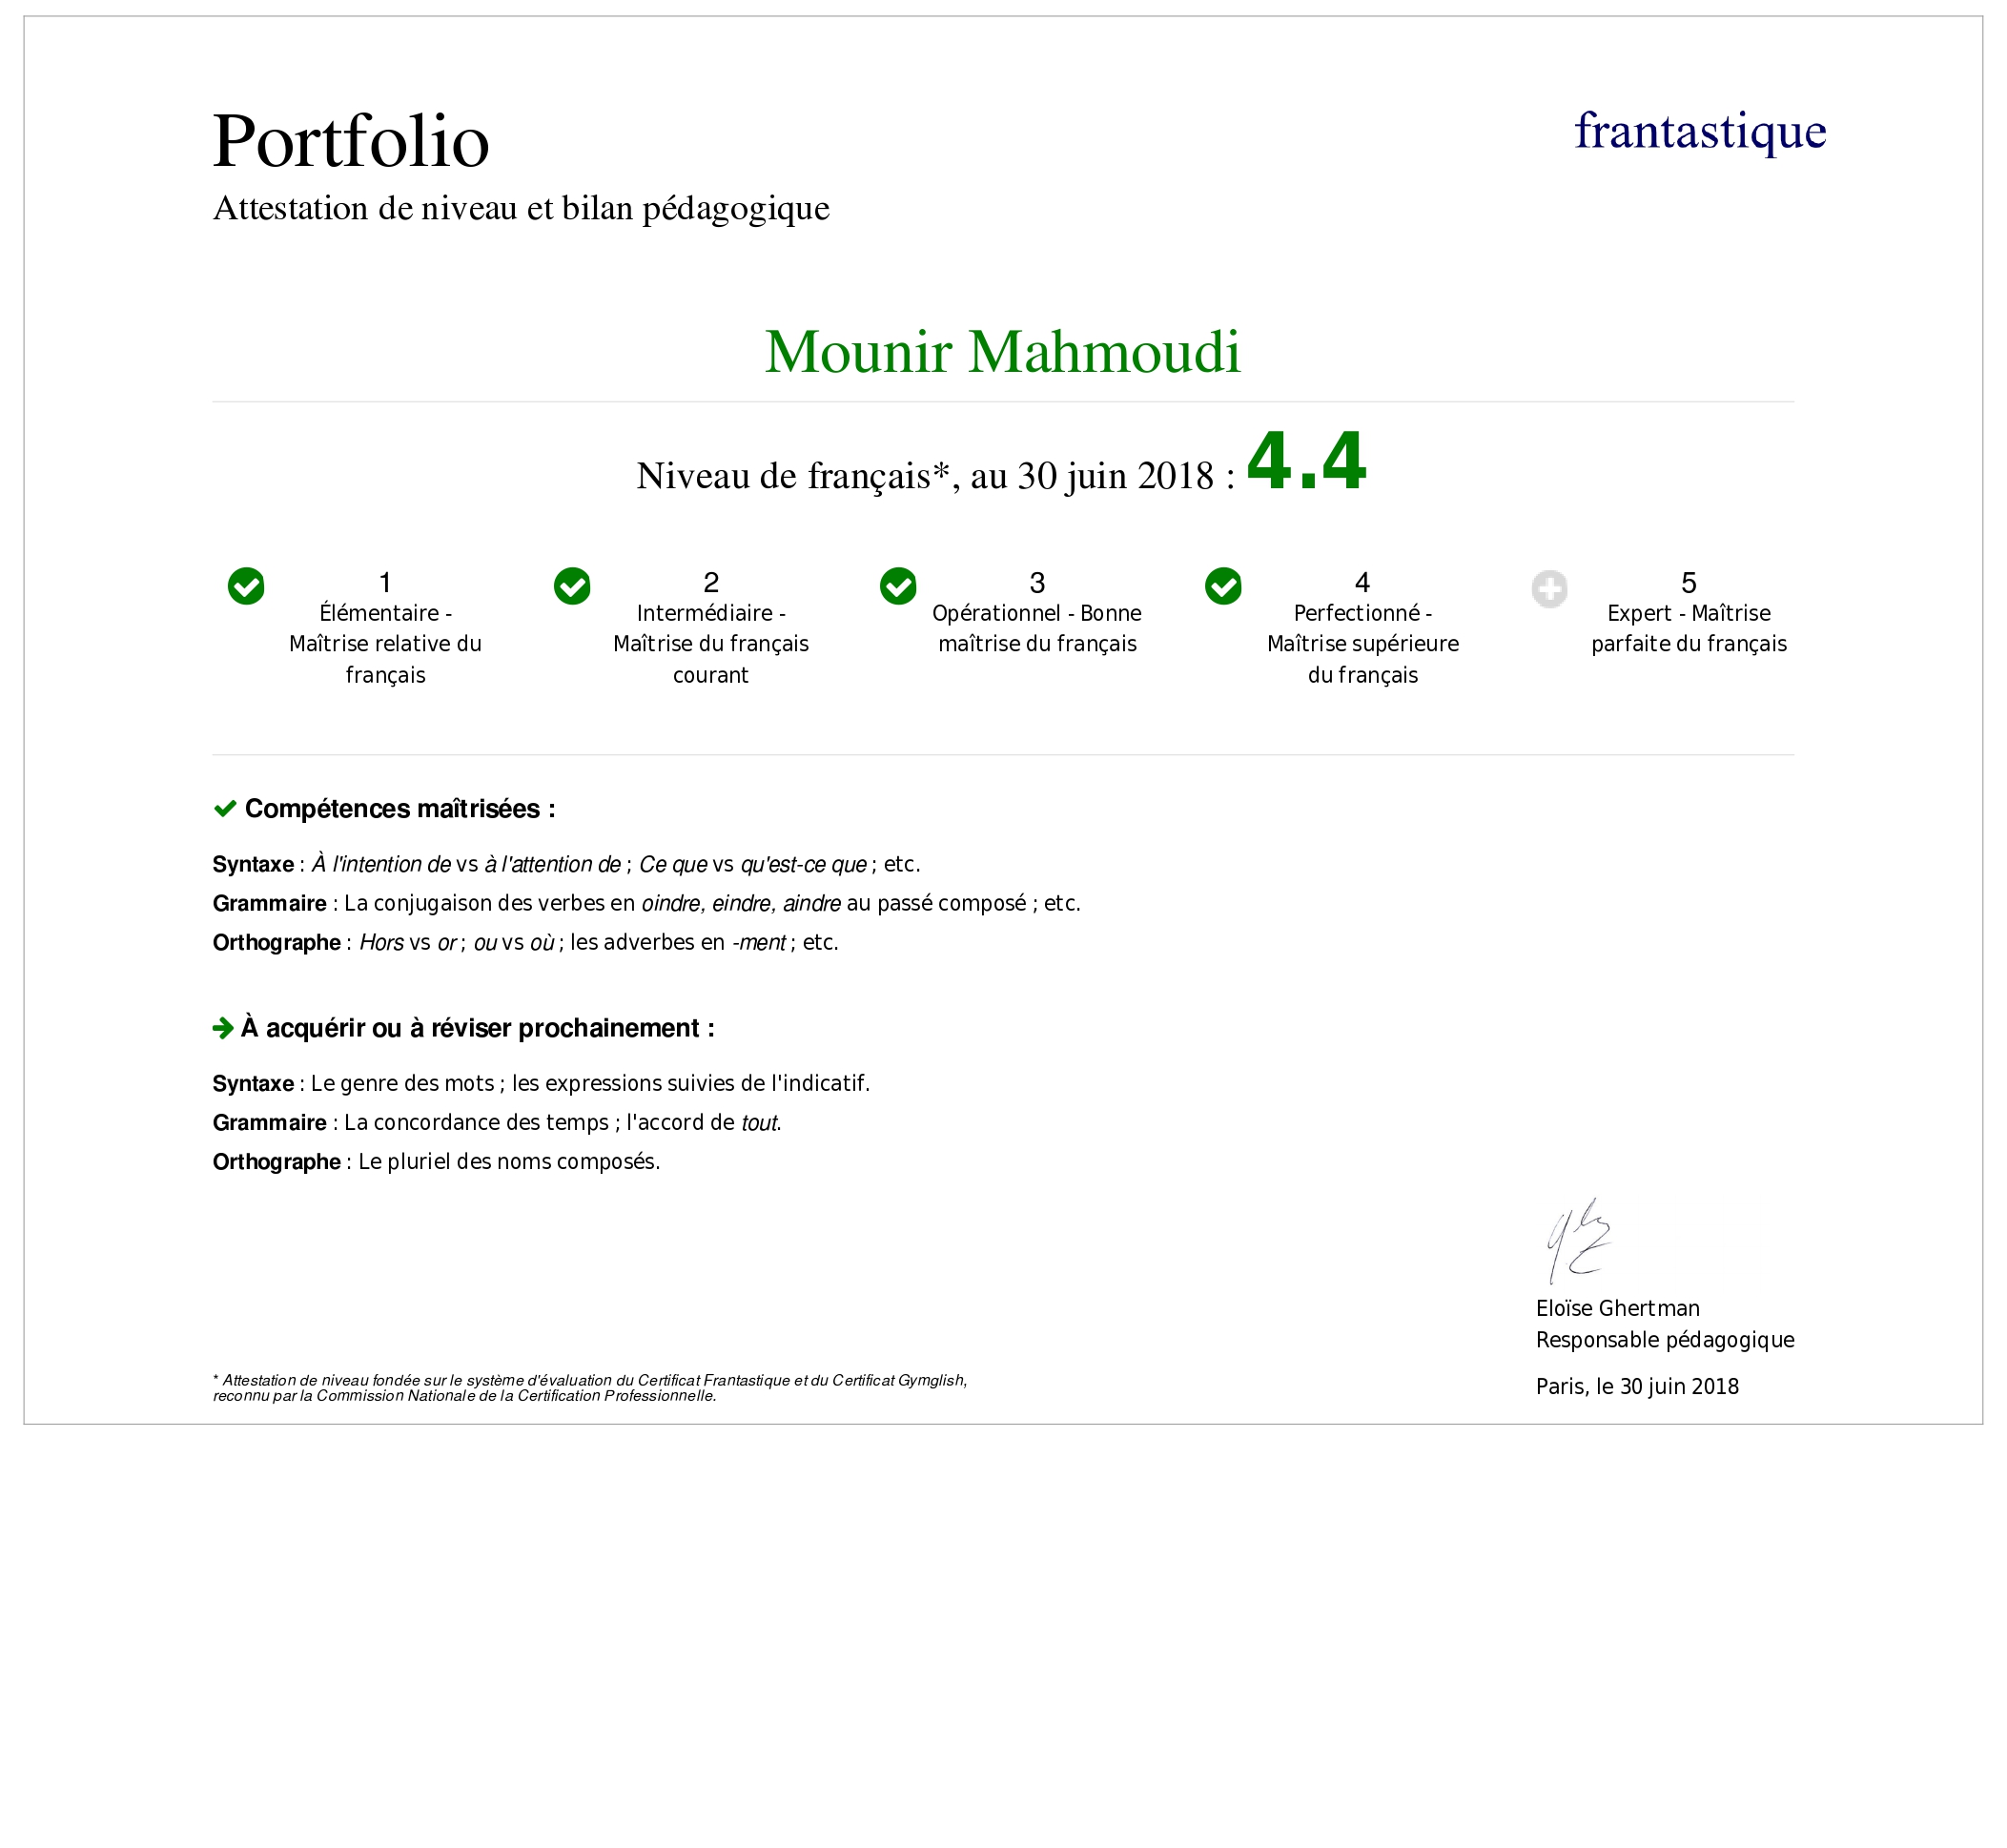 Portfolio
frantastique
Attestation de niveau et bilan pédagogique
Mounir Mahmoudi
Niveau de français*, au 30 juin 2018 : 4.4
1
Élémentaire -
Maîtrise relative du
français
2
Intermédiaire -
Maîtrise du français
courant
3
Opérationnel - Bonne
maîtrise du français
4
Perfectionné -
Maîtrise supérieure
du français
5
Expert - Maîtrise
parfaite du français
Compétences maîtrisées :
Syntaxe : À l'intention de vs à l'attention de ; Ce que vs qu'est-ce que ; etc.
Grammaire : La conjugaison des verbes en oindre, eindre, aindre au passé composé ; etc.
Orthographe : Hors vs or ; ou vs où ; les adverbes en -ment ; etc.
À acquérir ou à réviser prochainement :
Syntaxe : Le genre des mots ; les expressions suivies de l'indicatif.
Grammaire : La concordance des temps ; l'accord de tout.
Orthographe : Le pluriel des noms composés.
Eloïse Ghertman
Responsable pédagogique
Paris, le 30 juin 2018
* Attestation de niveau fondée sur le système d'évaluation du Certificat Frantastique et du Certificat Gymglish,
reconnu par la Commission Nationale de la Certification Professionnelle.